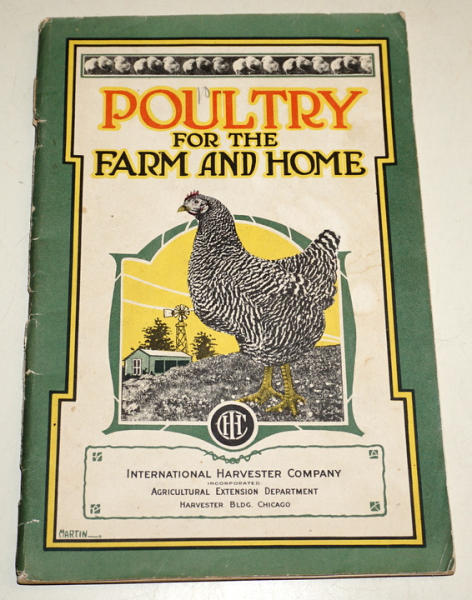 POULTRY
FOR THE
FARM AND HOME
IHC
INTERNATIONAL HARVESTER COMPANY
INCORPORATED
AGRICULTURAL EXTENSION DEPARTMENT
HARVESTER BLDG. CHICAGO
MARTIN